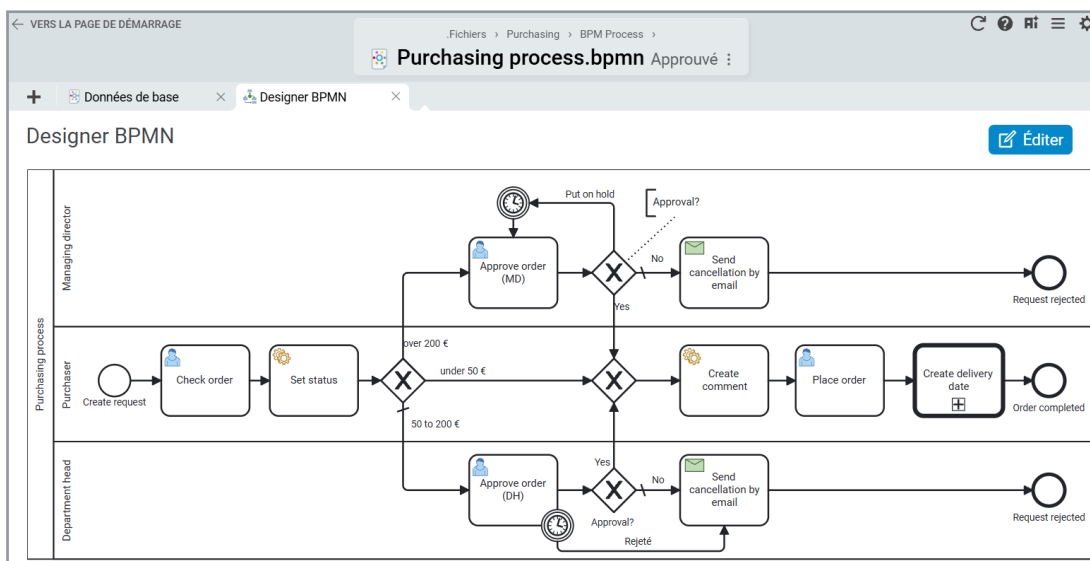 ← VERS LA PAGE DE DÉMARRAGE
.Fichiers › Purchasing › BPM Process ›
Purchasing process.bpmn Approuvé
Données de base
Designer BPMN
Designer BPMN
Éditer
Purchasing process
Managing director
Put on hold
Approval?
Approve order
(MD)
No
Send
cancellation by
email
Request rejected
Yes
Purchaser
over 200 €
Create request
Check order
Set status
under 50 €
Create
comment
Place order
Create delivery
date
Order completed
50 to 200 €
Department head
Yes
Approve order
(DH)
No
Approval?
Send
cancellation by
email
Request rejected
Rejeté